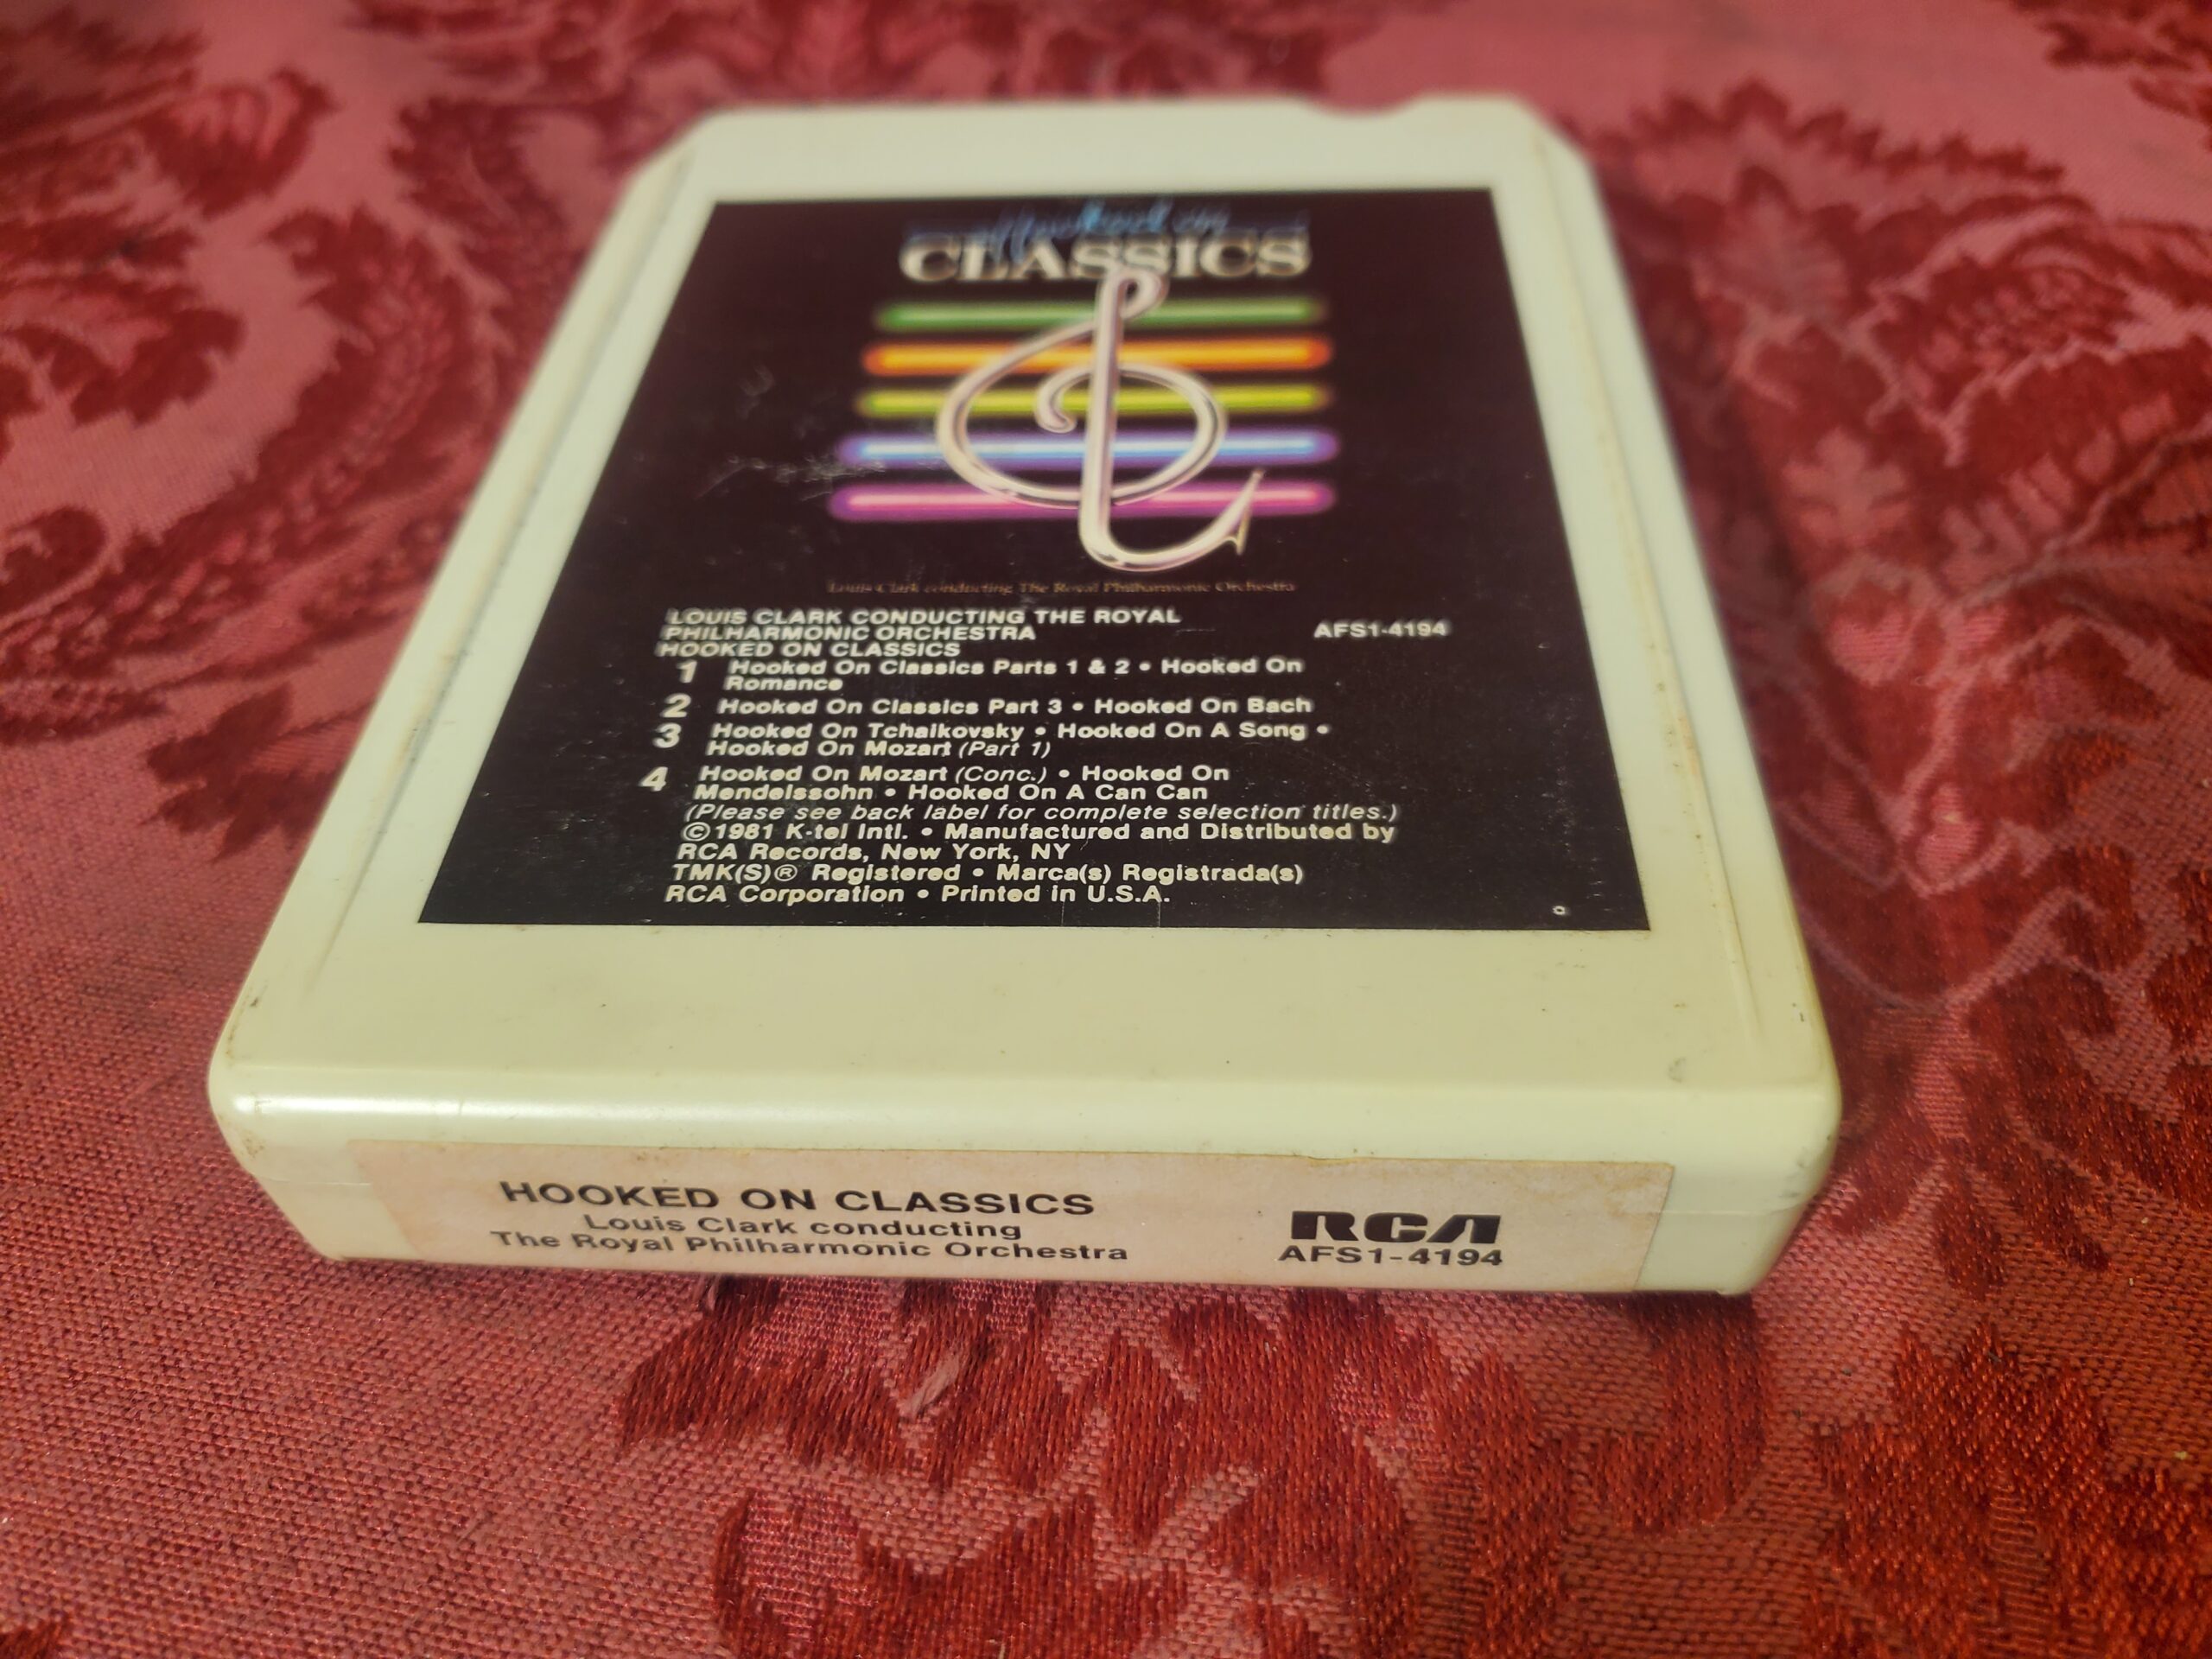 Hooked on
CLASSICS
Louis Clark conducting The Royal Philharmonic Orchestra
LOUIS CLARK CONDUCTING THE ROYAL
PHILHARMONIC ORCHESTRA AFS1-4194
HOOKED ON CLASSICS
1 Hooked On Classics Parts 1 & 2 • Hooked On
Romance
2 Hooked On Classics Part 3 • Hooked On Bach
3 Hooked On Tchaikovsky • Hooked On A Song •
Hooked On Mozart (Part 1)
4 Hooked On Mozart (Conc.) • Hooked On
Mendelssohn • Hooked On A Can Can
(Please see back label for complete selection titles.)
©1981 K-tel Intl. • Manufactured and Distributed by
RCA Records, New York, NY
TMK(S)® Registered • Marca(s) Registrada(s)
RCA Corporation • Printed in U.S.A.
HOOKED ON CLASSICS
Louis Clark conducting
The Royal Philharmonic Orchestra
RCA
AFS1-4194